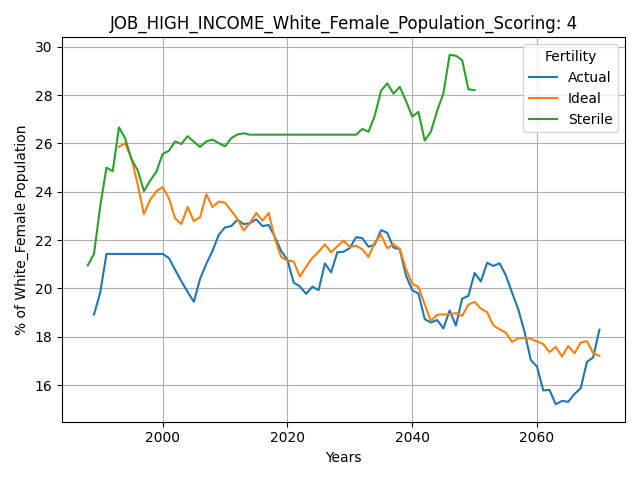 JOB_HIGH_INCOME_White_Female_Population_Scoring: 4
30
28
26
24
22
20
18
16
% of White_Female Population
Fertility
Actual
Ideal
Sterile
2000
2020
2040
2060
Years